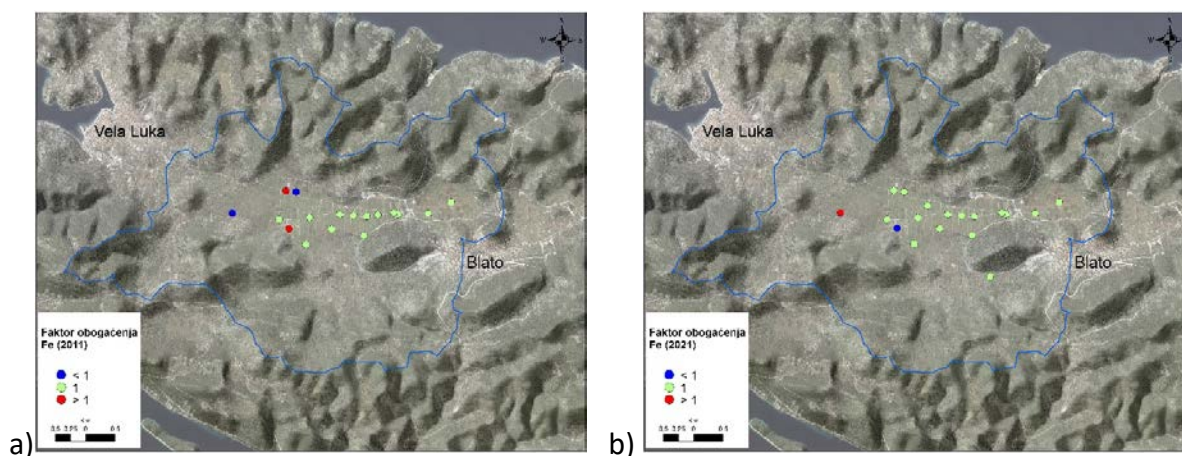 Vela Luka
Blato
Faktor obogaćenja
Fe (2011)
< 1
1
> 1
a)
Vela Luka
Blato
Faktor obogaćenja
Fe (2021)
< 1
1
> 1
b)